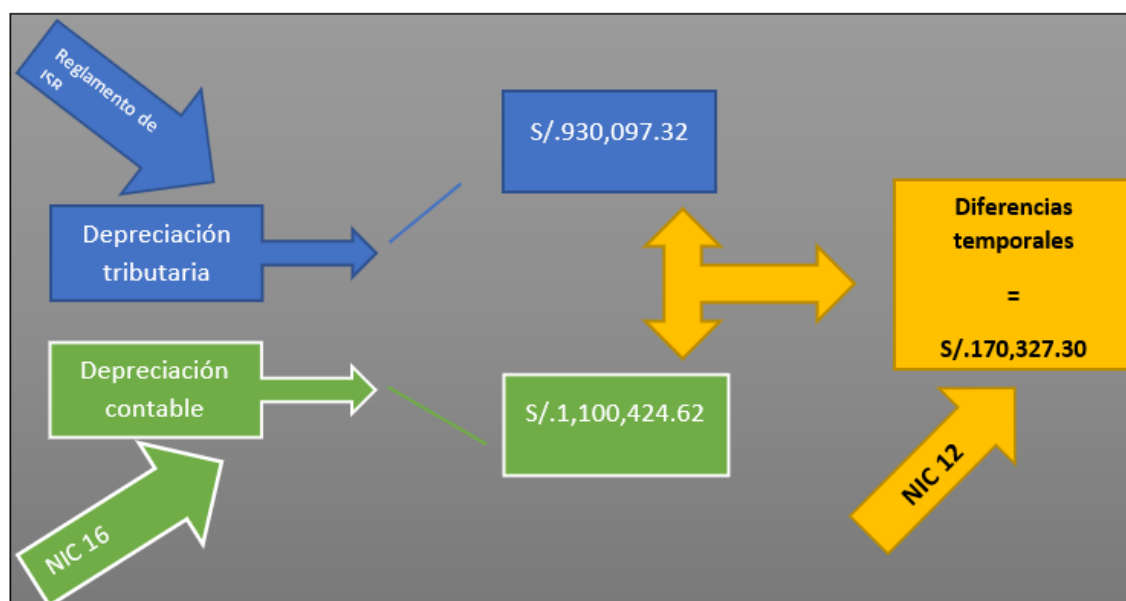 Reglamento de
ISR
S/.930,097.32
Depreciación
tributaria
Diferencias
temporales
=
S/.170,327.30
Depreciación
contable
S/.1,100,424.62
NIC 16
NIC 12